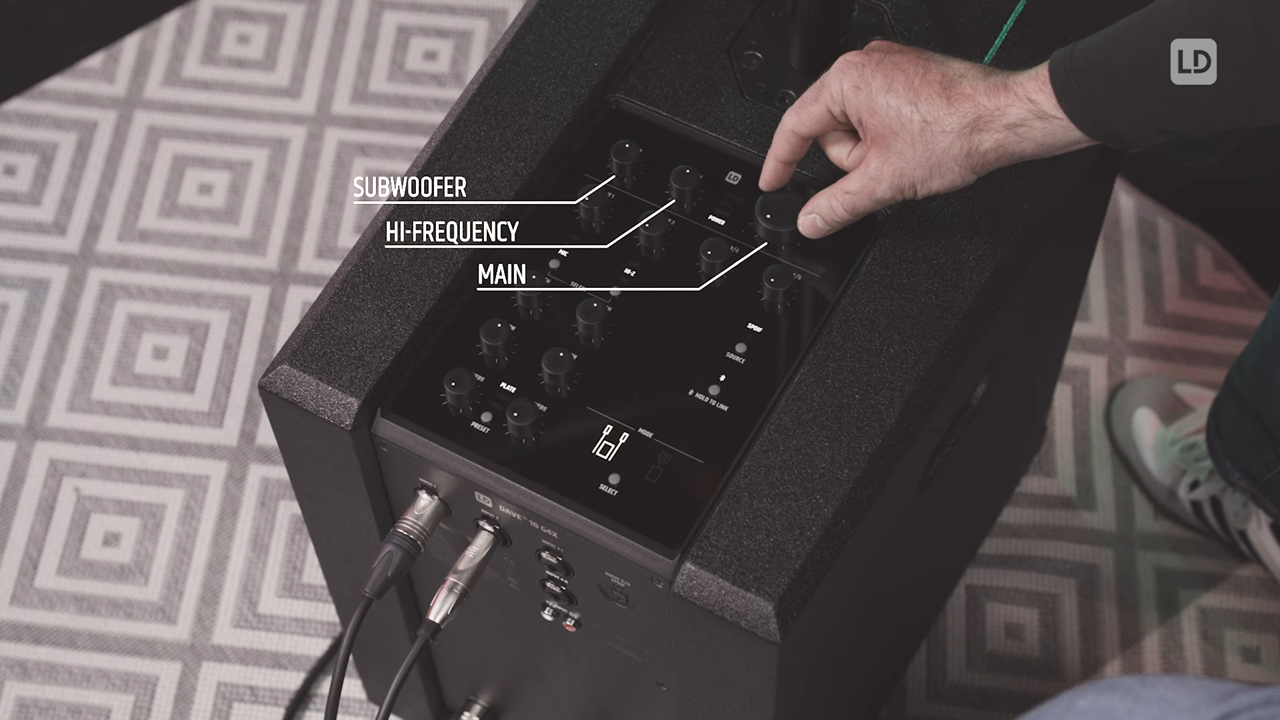 LD
SUBWOOFER
HI-FREQUENCY
MAIN
LD
POWER
MIC
HI-Z
SPDIF
SOURCE
HOLD TO LINK
PLATE
PRESET
MODE
SELECT
LD DAVE 10 G4X